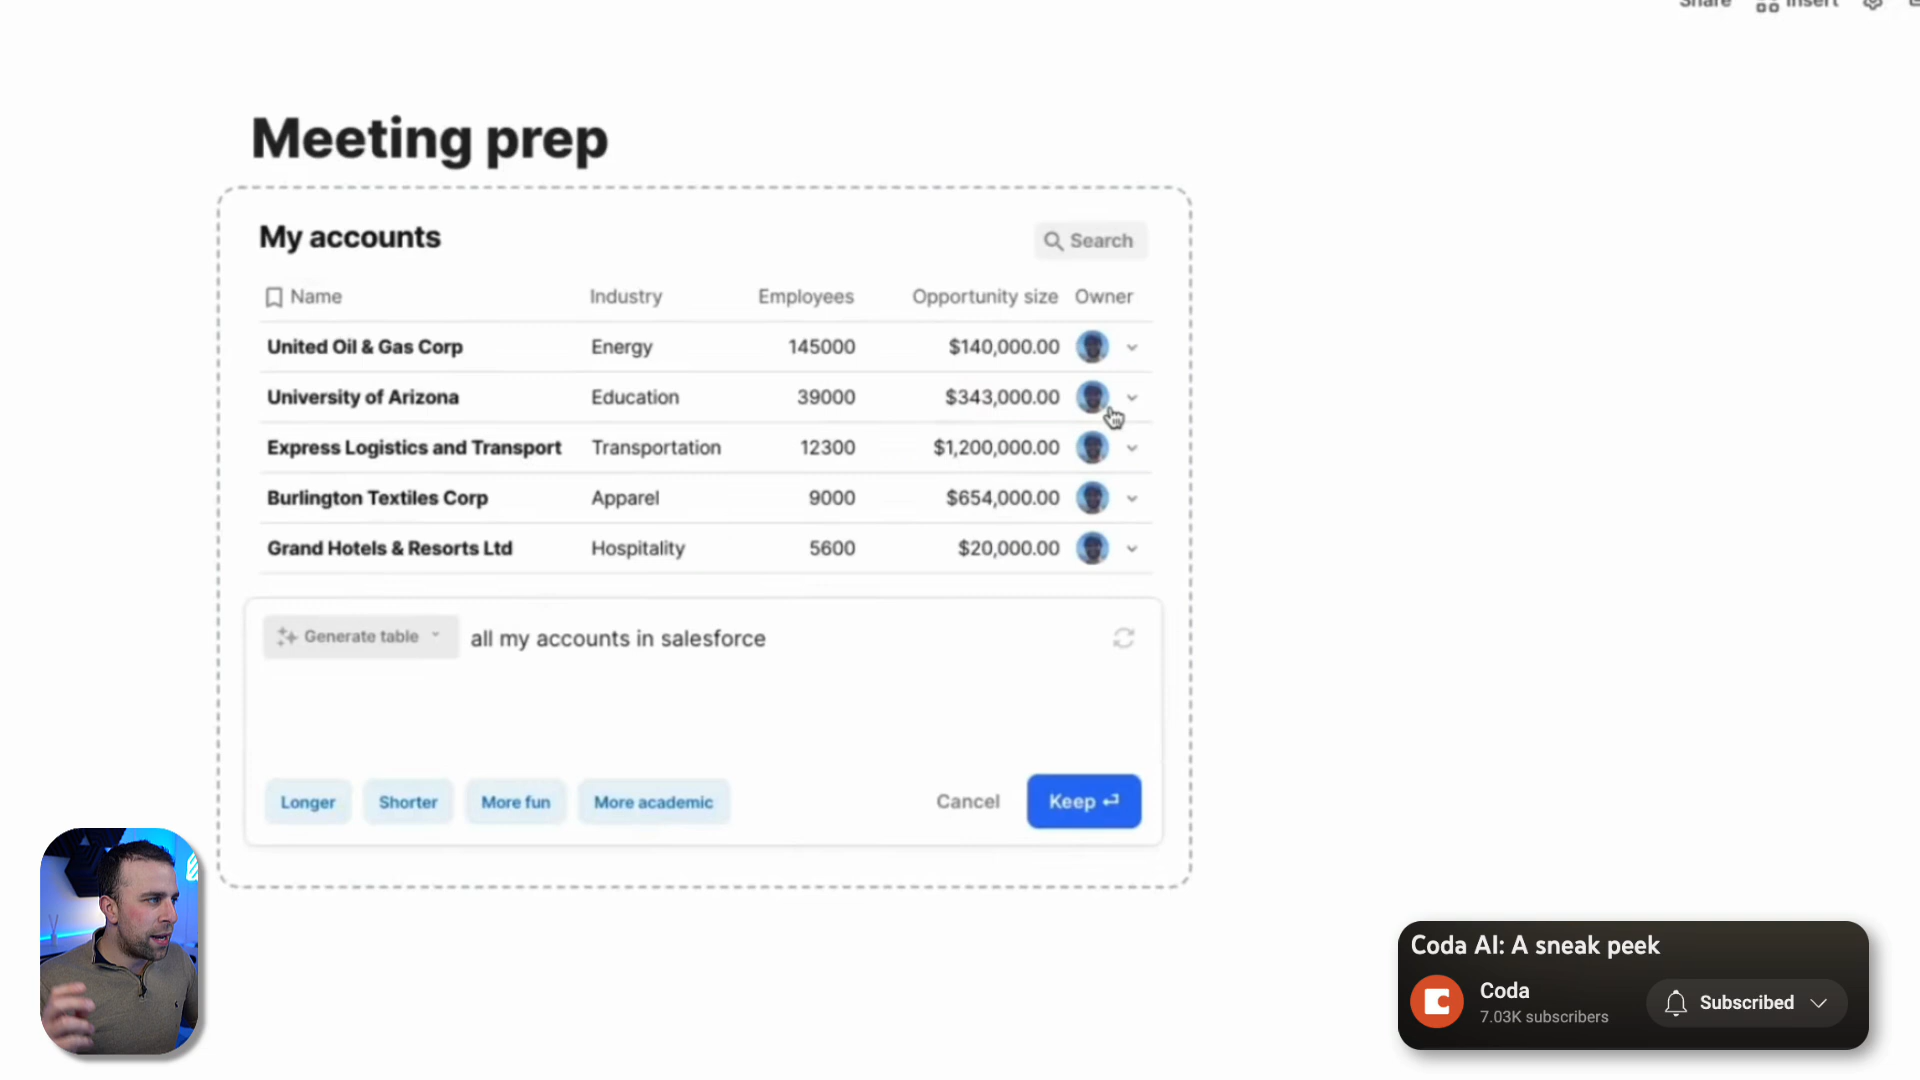 Share Insert
Meeting prep
My accounts
Search
Name Industry Employees Opportunity size Owner
United Oil & Gas Corp Energy 145000 $140,000.00
University of Arizona Education 39000 $343,000.00
Express Logistics and Transport Transportation 12300 $1,200,000.00
Burlington Textiles Corp Apparel 9000 $654,000.00
Grand Hotels & Resorts Ltd Hospitality 5600 $20,000.00
Generate table all my accounts in salesforce
Longer Shorter More fun More academic Cancel Keep
Coda AI: A sneak peek
Coda
7.03K subscribers
Subscribed